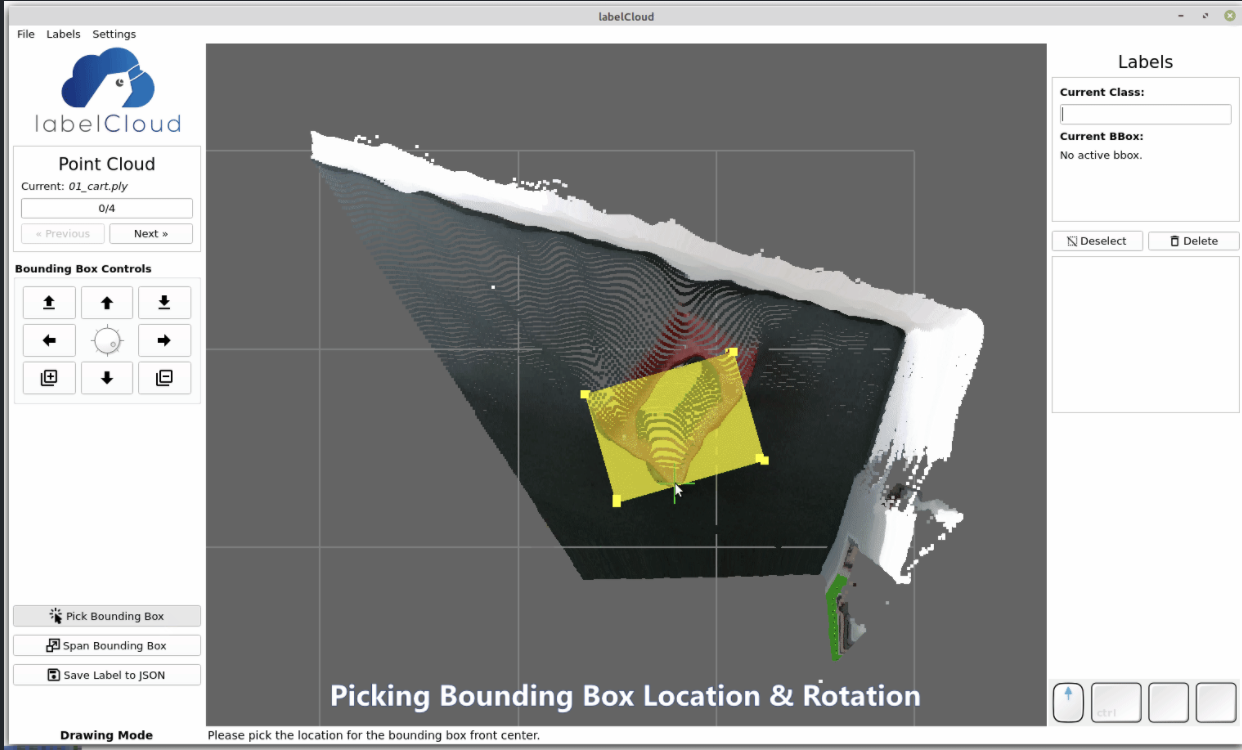 labelCloud
File Labels Settings
labelCloud
Point Cloud
Current: 01_cart.ply
0/4
« Previous Next »
Bounding Box Controls
Pick Bounding Box
Span Bounding Box
Save Label to JSON
Drawing Mode
Labels
Current Class:
Current BBox:
No active bbox.
Deselect Delete
Picking Bounding Box Location & Rotation
ctrl
Please pick the location for the bounding box front center.